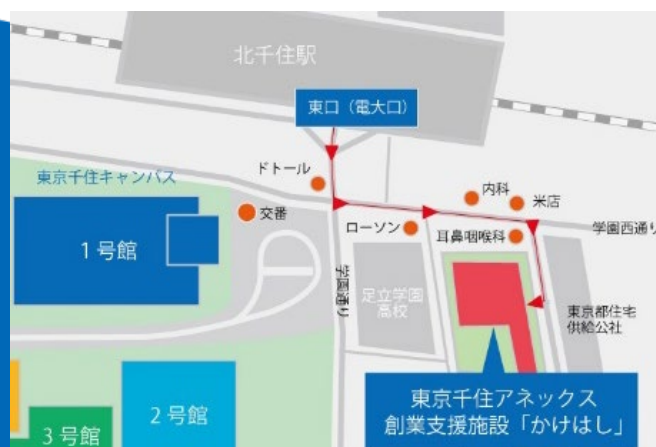 北千住駅
東口（電大口）
ドトール
東京千住キャンパス
内科
米店
交番
ローソン
耳鼻咽喉科
学園西通り
1号館
学園通り
足立学園
高校
東京都住宅
供給公社
東京千住アネックス
創業支援施設「かけはし」
2号館
3号館